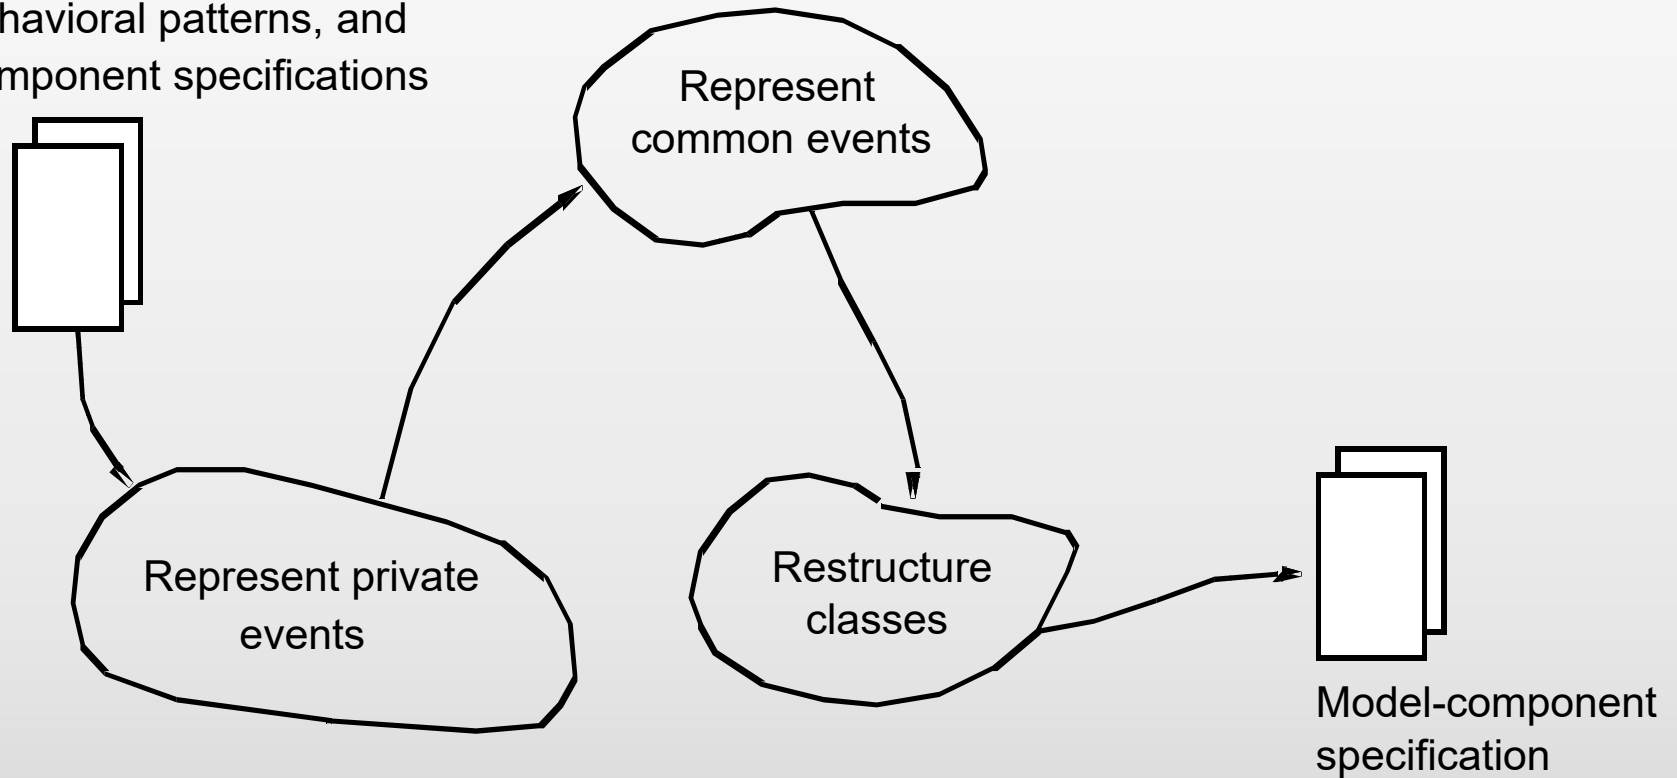 havioral patterns, and
mponent specifications
Represent
common events
Represent private
events
Restructure
classes
Model-component
specification